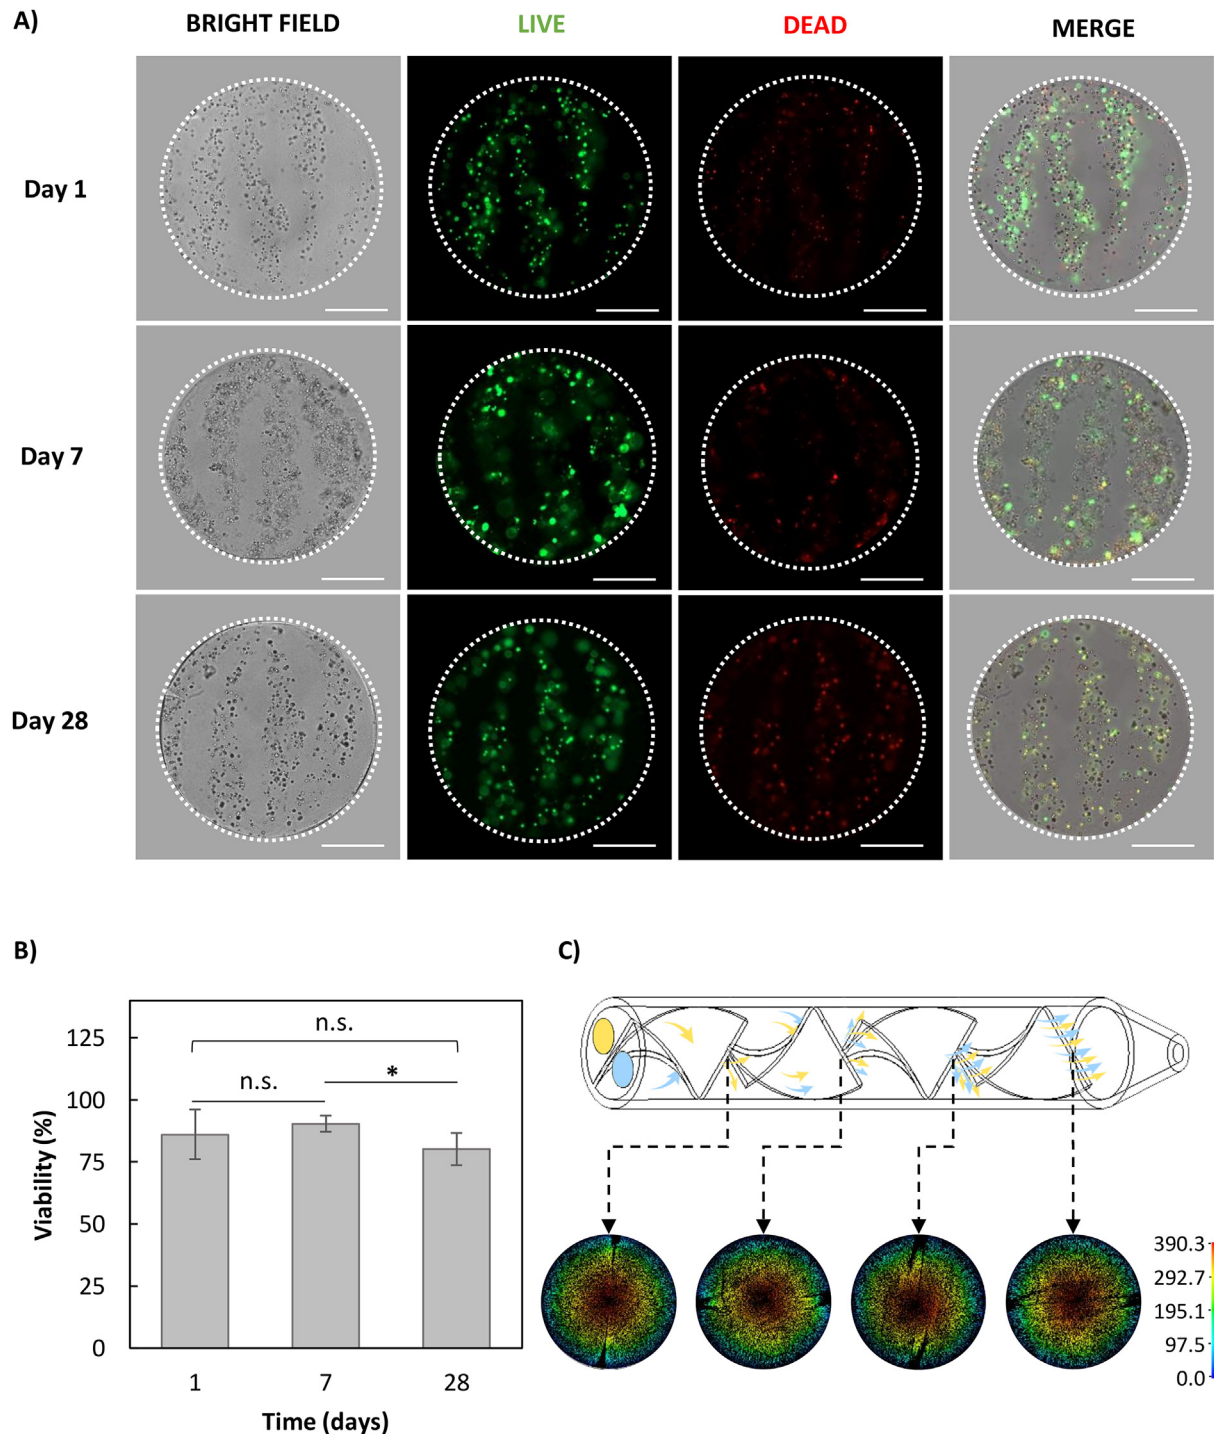 A)
BRIGHT FIELD LIVE DEAD MERGE
Day 1
Day 7
Day 28
B)
Viability (%)
125
100
75
50
25
0
n.s.
n.s.
*
1 7 28
Time (days)
C)
390.3
292.7
195.1
97.5
0.0